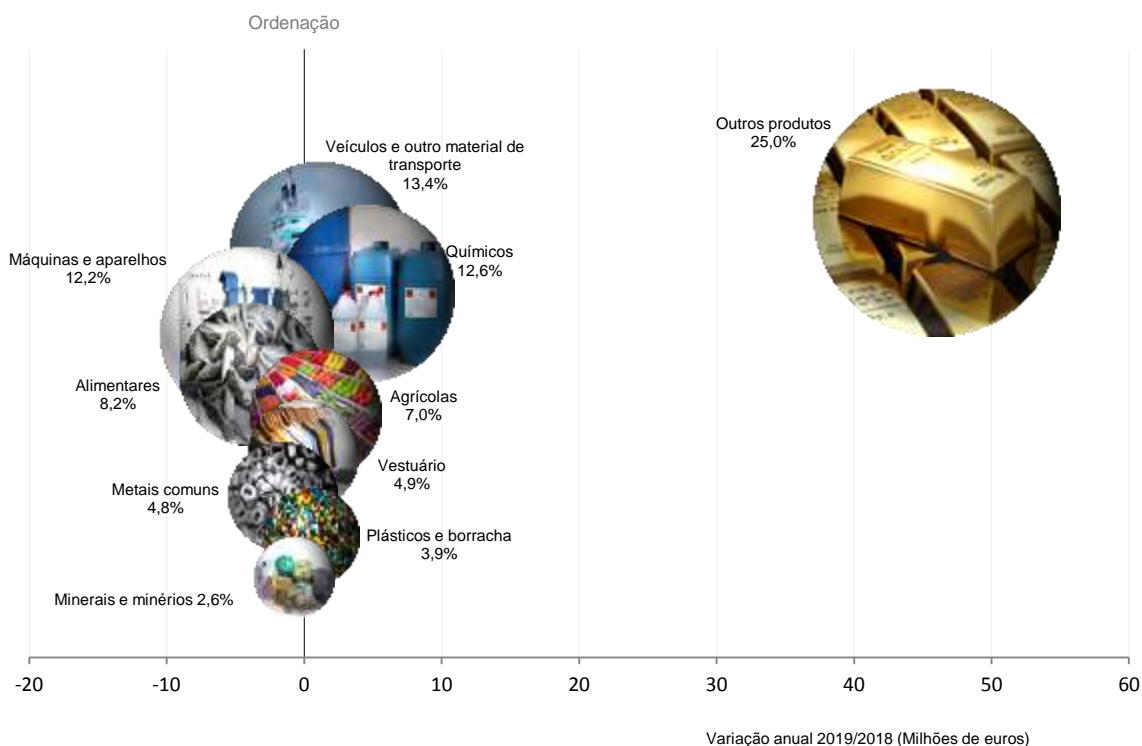 Ordenação
Outros produtos
25,0%
Veículos e outro material de
transporte
13,4%
Químicos
12,6%
Máquinas e aparelhos
12,2%
Alimentares
8,2%
Agrícolas
7,0%
Vestuário
4,9%
Metais comuns
4,8%
Plásticos e borracha
3,9%
Minerais e minérios 2,6%
-20 -10 0 10 20 30 40 50 60
Variação anual 2019/2018 (Milhões de euros)